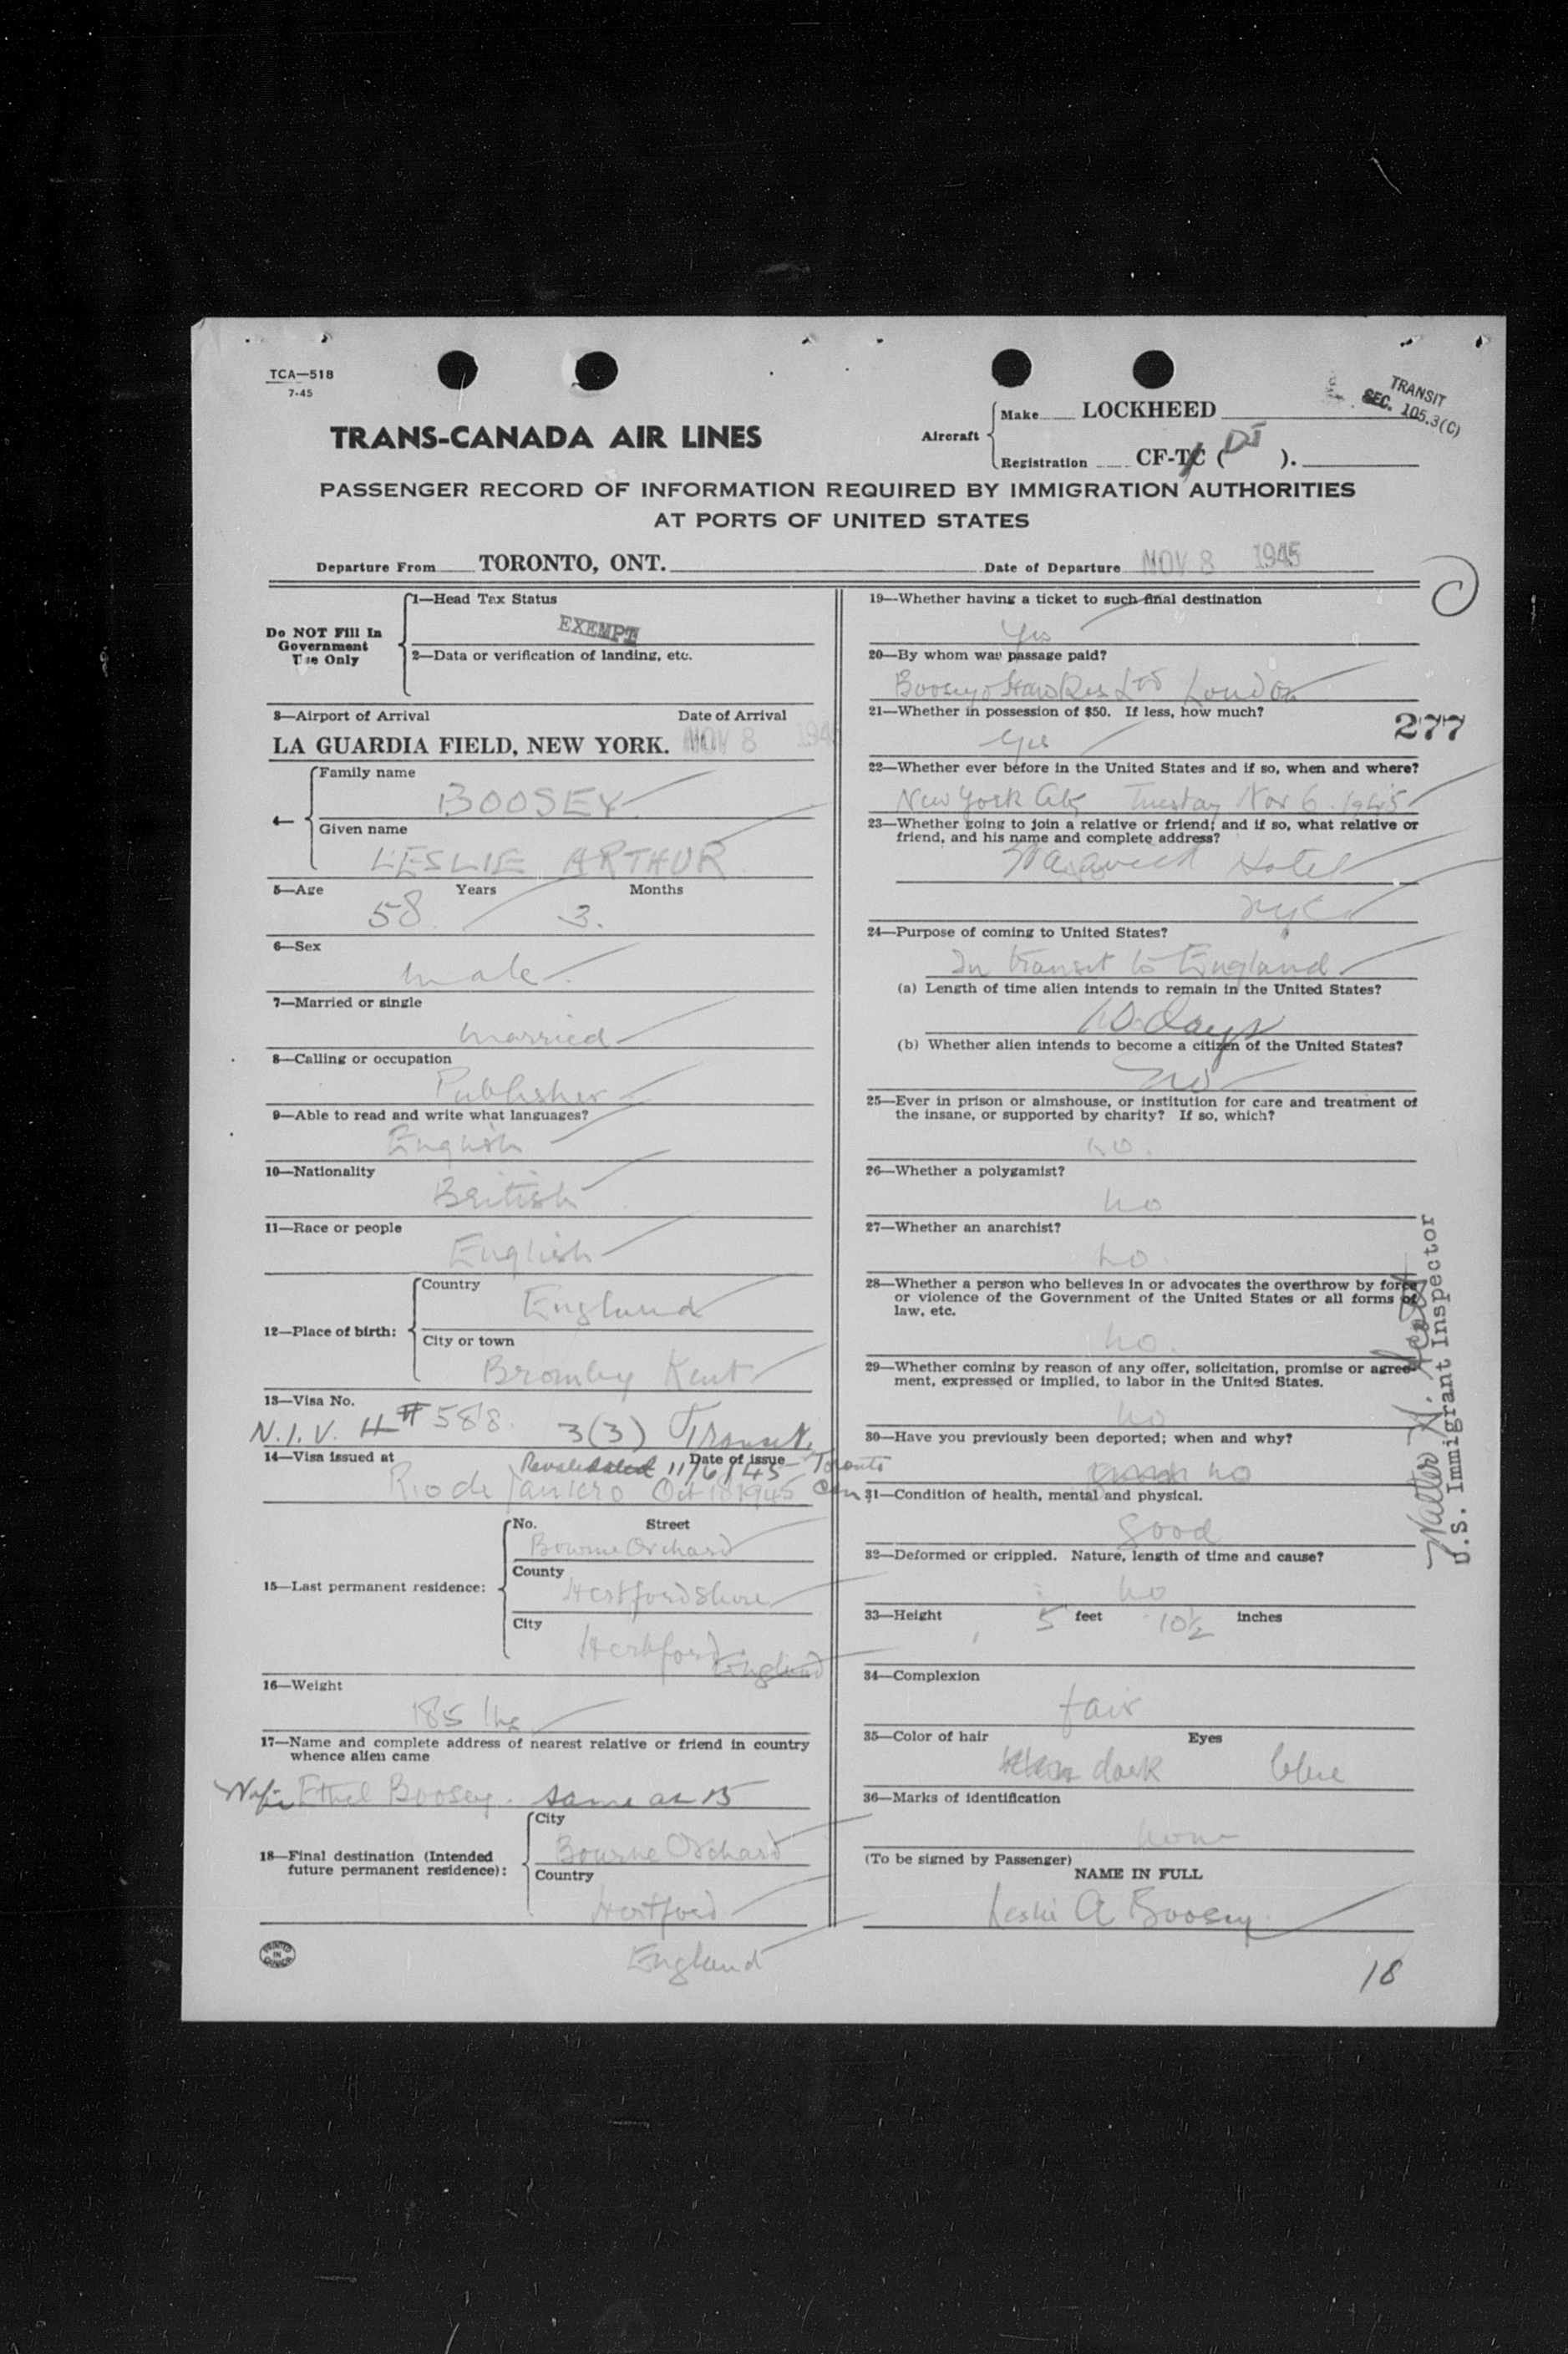 TCA—518
7-45
TRANSIT
SEC. 105.3(C)
TRANS-CANADA AIR LINES
Aircraft
Make LOCKHEED
Registration CF-TC ( DJ ).
PASSENGER RECORD OF INFORMATION REQUIRED BY IMMIGRATION AUTHORITIES
AT PORTS OF UNITED STATES
Departure From TORONTO, ONT. Date of Departure NOV 8 1945
Do NOT Fill In
Government
Use Only
1—Head Tax Status
EXEMPT
2—Data or verification of landing, etc.
3—Airport of Arrival Date of Arrival
LA GUARDIA FIELD, NEW YORK. NOV 8 194
4—
Family name
BOOSEY
Given name
LESLIE ARTHUR
5—Age Years Months
58 3.
6—Sex
male
7—Married or single
married
8—Calling or occupation
Publisher
9—Able to read and write what languages?
English
10—Nationality
British
11—Race or people
English
12—Place of birth:
Country
England
City or town
Bromley Kent
13—Visa No.
N.I.V. # 588. 3(3) Transit
14—Visa issued at Date of issue
Revalidated 11/6/45 Toronto
Rio de Janiero Oct 18 1945 Can
15—Last permanent residence:
No. Street
Bourne Orchard
County
Hertfordshire
City
Hertford England
16—Weight
185 lbs
17—Name and complete address of nearest relative or friend in country
whence alien came
Wife Ethel Boosey. same as 15
18—Final destination (Intended
future permanent residence):
City
Bourne Orchard
Country
Hertford
England
PRINTED
IN
CANADA
19—Whether having a ticket to such final destination
Yes
20—By whom was passage paid?
Boosey & Hawkes Ltd London
21—Whether in possession of $50. If less, how much?
277
Yes
22—Whether ever before in the United States and if so, when and where?
New York City Tuesday Nov 6. 1945
23—Whether going to join a relative or friend; and if so, what relative or
friend, and his name and complete address?
Hotel
NYC
24—Purpose of coming to United States?
In transit to England
(a) Length of time alien intends to remain in the United States?
10 days
(b) Whether alien intends to become a citizen of the United States?
no
25—Ever in prison or almshouse, or institution for care and treatment of
the insane, or supported by charity? If so, which?
no.
26—Whether a polygamist?
no
27—Whether an anarchist?
no.
28—Whether a person who believes in or advocates the overthrow by force
or violence of the Government of the United States or all forms of
law, etc.
no.
29—Whether coming by reason of any offer, solicitation, promise or agree-
ment, expressed or implied, to labor in the United States.
no
30—Have you previously been deported; when and why?
no
31—Condition of health, mental and physical.
good
32—Deformed or crippled. Nature, length of time and cause?
no
33—Height 5 feet 10½ inches
34—Complexion
fair
35—Color of hair Eyes
dark blue
36—Marks of identification
none
(To be signed by Passenger)
NAME IN FULL
Leslie A Boosey
18
Walter
U.S. Immigrant Inspector